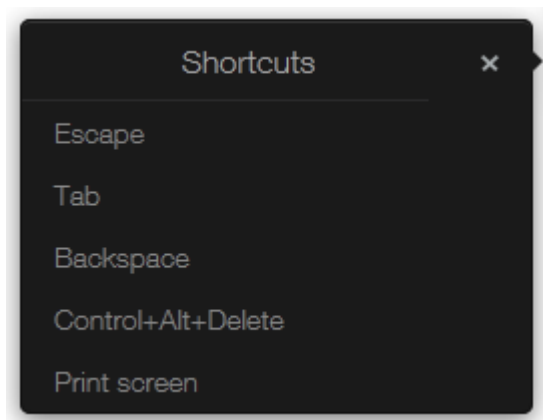 Shortcuts ×
Escape
Tab
Backspace
Control+Alt+Delete
Print screen